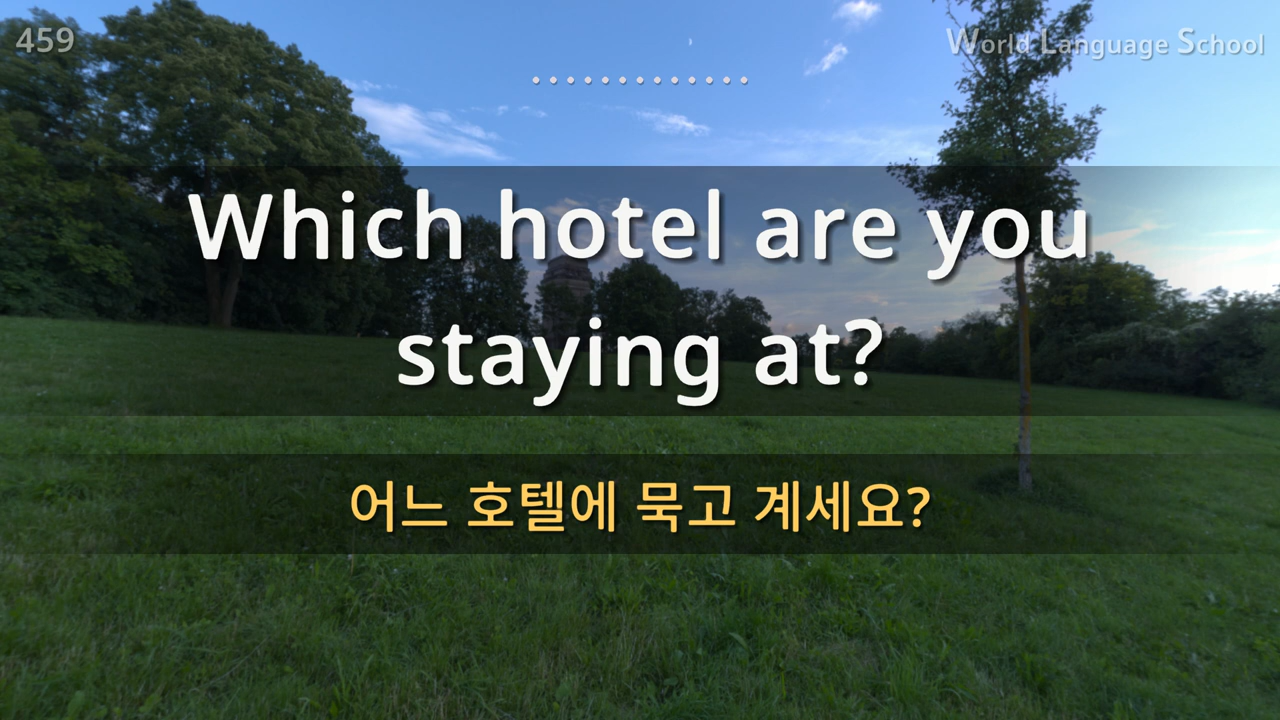 459
World Language School
Which hotel are you
staying at?
어느 호텔에 묵고 계세요?